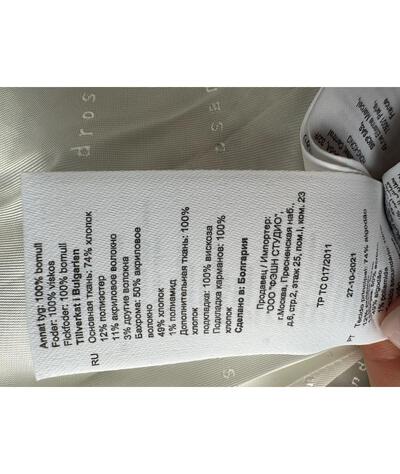 Annat tyg: 100% bomull
Foder: 100% viskos
Fickfoder: 100% bomull
Tillverkat i Bulgarien
RU
Основная ткань: 74% хлопок
12% полиэстер
11% акриловое волокно
3% другие волокна
Бахрома: 50% акриловое
волокно
49% хлопок
1% полиамид
Дополнительная ткань: 100%
хлопок
подкладка: 100% вискоза
Подкладка карманов: 100%
хлопок
Сделано в: Болгария
Продавец / Импортер:
"ООО "ФЭШН СТУДИО",
г.Москва, Пресненская наб.,
д.6, стр.2, этаж 25, пом.I, ком. 23
ТР ТС 017/2011
27-10-2021
PT
dros